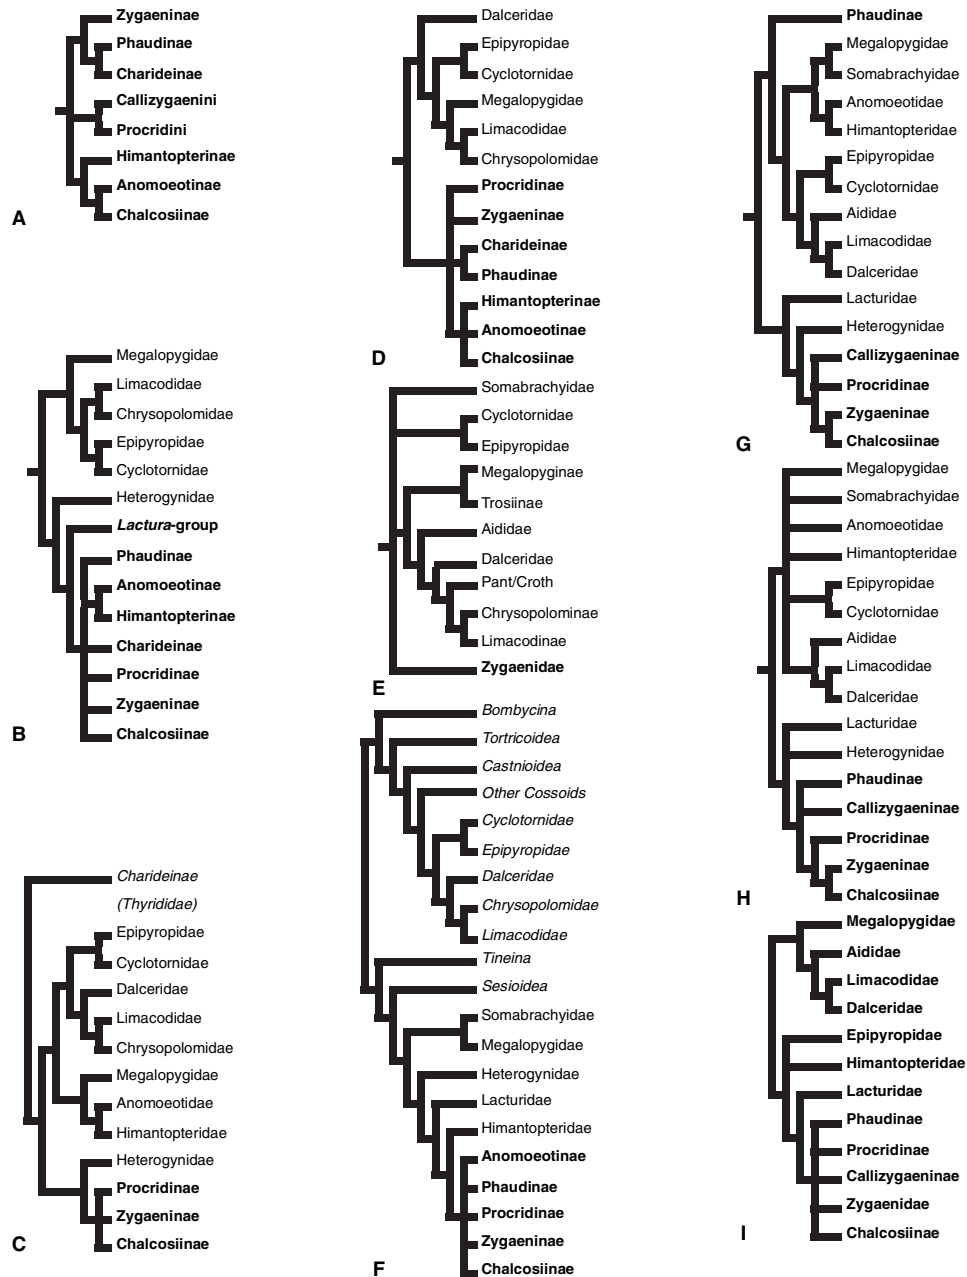 Zygaeninae
Phaudinae
Charideinae
Callizygaenini
Procridini
Himantopterinae
Anomoeotinae
Chalcosiinae
A
Megalopygidae
Limacodidae
Chrysopolomidae
Epipyropidae
Cyclotornidae
Heterogynidae
Lactura-group
Phaudinae
Anomoeotinae
Himantopterinae
Charideinae
Procridinae
Zygaeninae
Chalcosiinae
B
Charideinae
(Thyrididae)
Epipyropidae
Cyclotornidae
Dalceridae
Limacodidae
Chrysopolomidae
Megalopygidae
Anomoeotidae
Himantopteridae
Heterogynidae
Procridinae
Zygaeninae
Chalcosiinae
C
Dalceridae
Epipyropidae
Cyclotornidae
Megalopygidae
Limacodidae
Chrysopolomidae
Procridinae
Zygaeninae
Charideinae
Phaudinae
Himantopterinae
Anomoeotinae
Chalcosiinae
D
Somabrachyidae
Cyclotornidae
Epipyropidae
Megalopyginae
Trosiinae
Aididae
Dalceridae
Pant/Croth
Chrysopolominae
Limacodinae
Zygaenidae
E
Bombycina
Tortricoidea
Castnioidea
Other Cossoids
Cyclotornidae
Epipyropidae
Dalceridae
Chrysopolomidae
Limacodidae
Tineina
Sesioidea
Somabrachyidae
Megalopygidae
Heterogynidae
Lacturidae
Himantopteridae
Anomoeotinae
Phaudinae
Procridinae
Zygaeninae
Chalcosiinae
F
Phaudinae
Megalopygidae
Somabrachyidae
Anomoeotidae
Himantopteridae
Epipyropidae
Cyclotornidae
Aididae
Limacodidae
Dalceridae
Lacturidae
Heterogynidae
Callizygaeninae
Procridinae
Zygaeninae
Chalcosiinae
G
Megalopygidae
Somabrachyidae
Anomoeotidae
Himantopteridae
Epipyropidae
Cyclotornidae
Aididae
Limacodidae
Dalceridae
Lacturidae
Heterogynidae
Phaudinae
Callizygaeninae
Procridinae
Zygaeninae
Chalcosiinae
H
Megalopygidae
Aididae
Limacodidae
Dalceridae
Epipyropidae
Himantopteridae
Lacturidae
Phaudinae
Procridinae
Callizygaeninae
Zygaenidae
Chalcosiinae
I